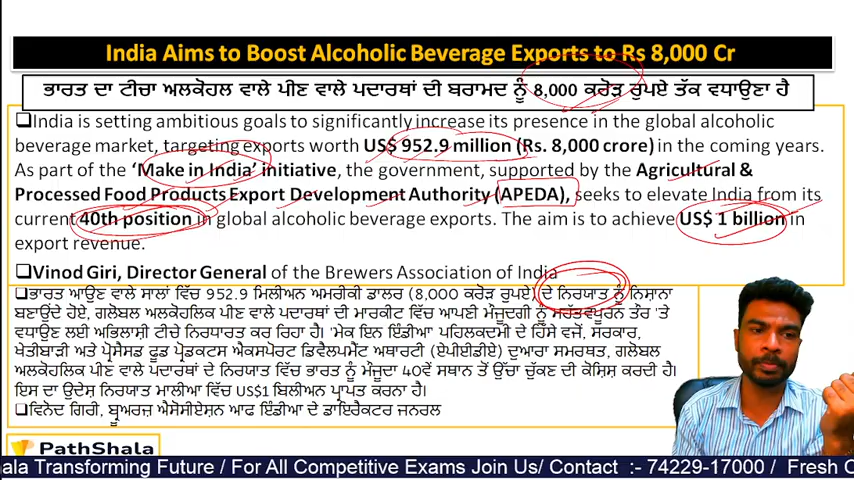 India Aims to Boost Alcoholic Beverage Exports to Rs 8,000 Cr
ਭਾਰਤ ਦਾ ਟੀਚਾ ਅਲਕੋਹਲ ਵਾਲੇ ਪੀਣ ਵਾਲੇ ਪਦਾਰਥਾਂ ਦੀ ਬਰਾਮਦ ਨੂੰ 8,000 ਕਰੋੜ ਰੁਪਏ ਤੱਕ ਵਧਾਉਣਾ ਹੈ
❑India is setting ambitious goals to significantly increase its presence in the global alcoholic
beverage market, targeting exports worth US$ 952.9 million (Rs. 8,000 crore) in the coming years.
As part of the ‘Make in India’ initiative, the government, supported by the Agricultural &
Processed Food Products Export Development Authority (APEDA), seeks to elevate India from its
current 40th position in global alcoholic beverage exports. The aim is to achieve US$ 1 billion in
export revenue.
❑Vinod Giri, Director General of the Brewers Association of India
❑ਭਾਰਤ ਆਉਣ ਵਾਲੇ ਸਾਲਾਂ ਵਿੱਚ 952.9 ਮਿਲੀਅਨ ਅਮਰੀਕੀ ਡਾਲਰ (8,000 ਕਰੋੜ ਰੁਪਏ) ਦੇ ਨਿਰਯਾਤ ਨੂੰ ਨਿਸ਼ਾਨਾ
ਬਣਾਉਂਦੇ ਹੋਏ, ਗਲੋਬਲ ਅਲਕੋਹਲਿਕ ਪੀਣ ਵਾਲੇ ਪਦਾਰਥਾਂ ਦੀ ਮਾਰਕੀਟ ਵਿੱਚ ਆਪਣੀ ਮੌਜੂਦਗੀ ਨੂੰ ਮਹੱਤਵਪੂਰਨ ਤੌਰ 'ਤੇ
ਵਧਾਉਣ ਲਈ ਅਭਿਲਾਸ਼ੀ ਟੀਚੇ ਨਿਰਧਾਰਤ ਕਰ ਰਿਹਾ ਹੈ। 'ਮੇਕ ਇਨ ਇੰਡੀਆ' ਪਹਿਲਕਦਮੀ ਦੇ ਹਿੱਸੇ ਵਜੋਂ, ਸਰਕਾਰ,
ਖੇਤੀਬਾੜੀ ਅਤੇ ਪ੍ਰੋਸੈਸਡ ਫੂਡ ਪ੍ਰੋਡਕਟਸ ਐਕਸਪੋਰਟ ਡਿਵੈਲਪਮੈਂਟ ਅਥਾਰਟੀ (ਏਪੀਈਡੀਏ) ਦੁਆਰਾ ਸਮਰਥਤ, ਗਲੋਬਲ
ਅਲਕੋਹਲਿਕ ਪੀਣ ਵਾਲੇ ਪਦਾਰਥਾਂ ਦੇ ਨਿਰਯਾਤ ਵਿੱਚ ਭਾਰਤ ਨੂੰ ਮੌਜੂਦਾ 40ਵੇਂ ਸਥਾਨ ਤੋਂ ਉੱਚਾ ਚੁੱਕਣ ਦੀ ਕੋਸ਼ਿਸ਼ ਕਰਦੀ ਹੈ।
ਇਸ ਦਾ ਉਦੇਸ਼ ਨਿਰਯਾਤ ਮਾਲੀਆ ਵਿੱਚ US$1 ਬਿਲੀਅਨ ਪ੍ਰਾਪਤ ਕਰਨਾ ਹੈ।
❑ਵਿਨੋਦ ਗਿਰੀ, ਬ੍ਰੂਅਰਜ਼ ਐਸੋਸੀਏਸ਼ਨ ਆਫ ਇੰਡੀਆ ਦੇ ਡਾਇਰੈਕਟਰ ਜਨਰਲ
PathShala
ala Transforming Future / For All Competitive Exams Join Us/ Contact :- 74229-17000 / Fresh